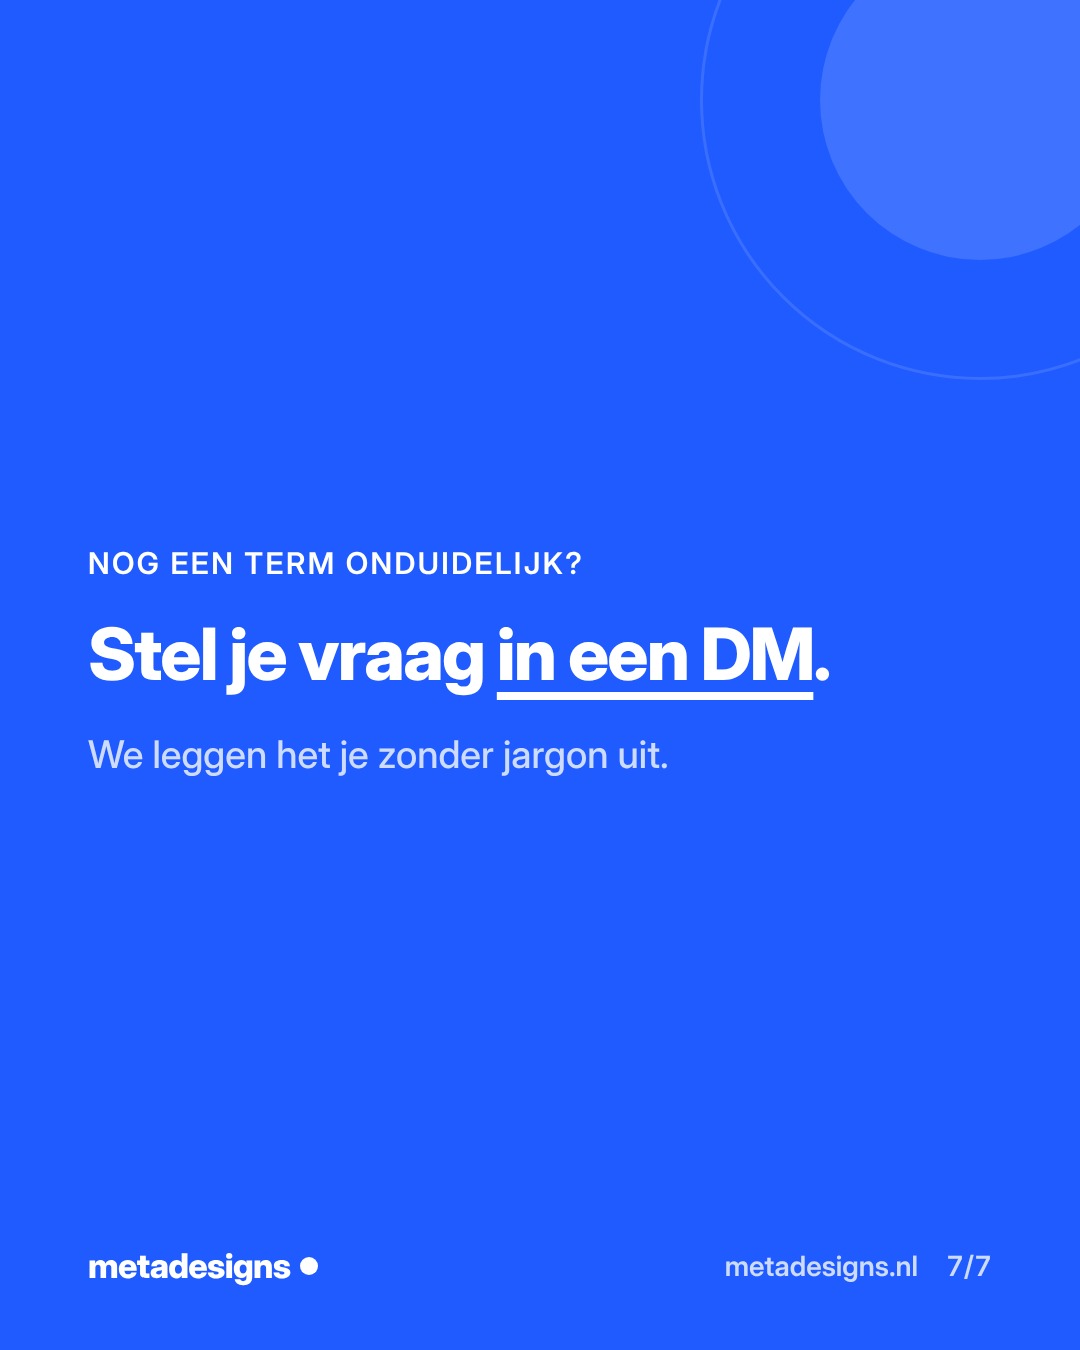 NOG EEN TERM ONDUIDELIJK?
Stel je vraag in een DM.
We leggen het je zonder jargon uit.
metadesigns
metadesigns.nl 7/7